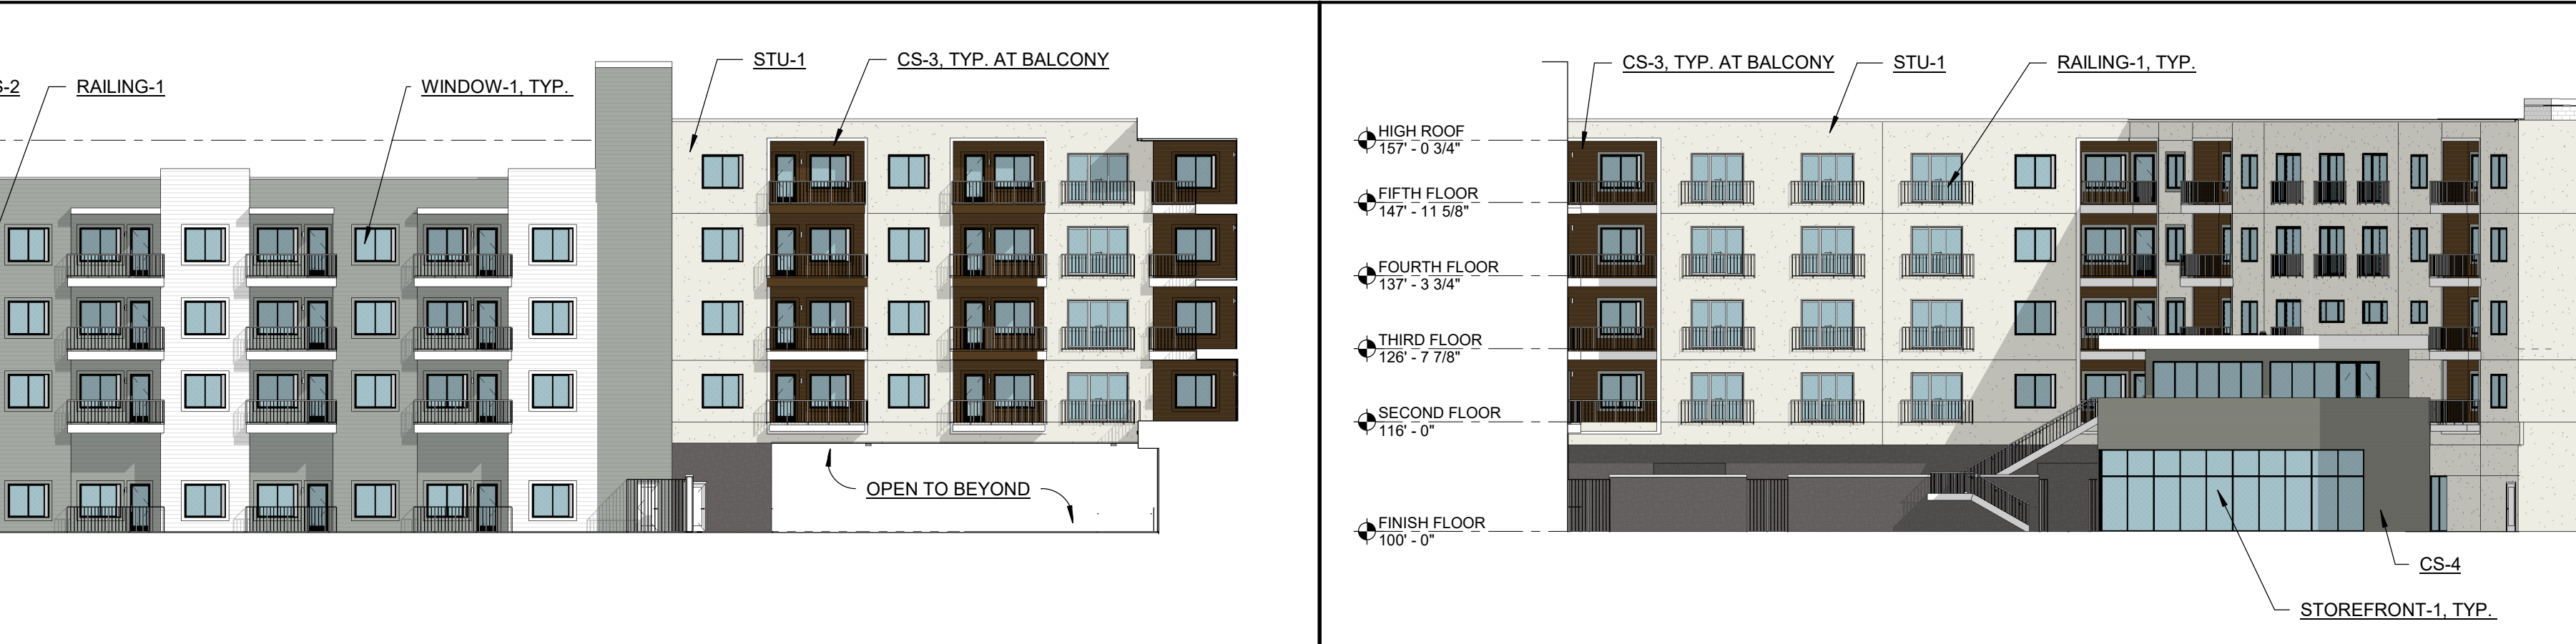 S-2
RAILING-1
WINDOW-1, TYP.
STU-1
CS-3, TYP. AT BALCONY
OPEN TO BEYOND
CS-3, TYP. AT BALCONY
STU-1
RAILING-1, TYP.
HIGH ROOF
157' - 0 3/4"
FIFTH FLOOR
147' - 11 5/8"
FOURTH FLOOR
137' - 3 3/4"
THIRD FLOOR
126' - 7 7/8"
SECOND FLOOR
116' - 0"
FINISH FLOOR
100' - 0"
CS-4
STOREFRONT-1, TYP.